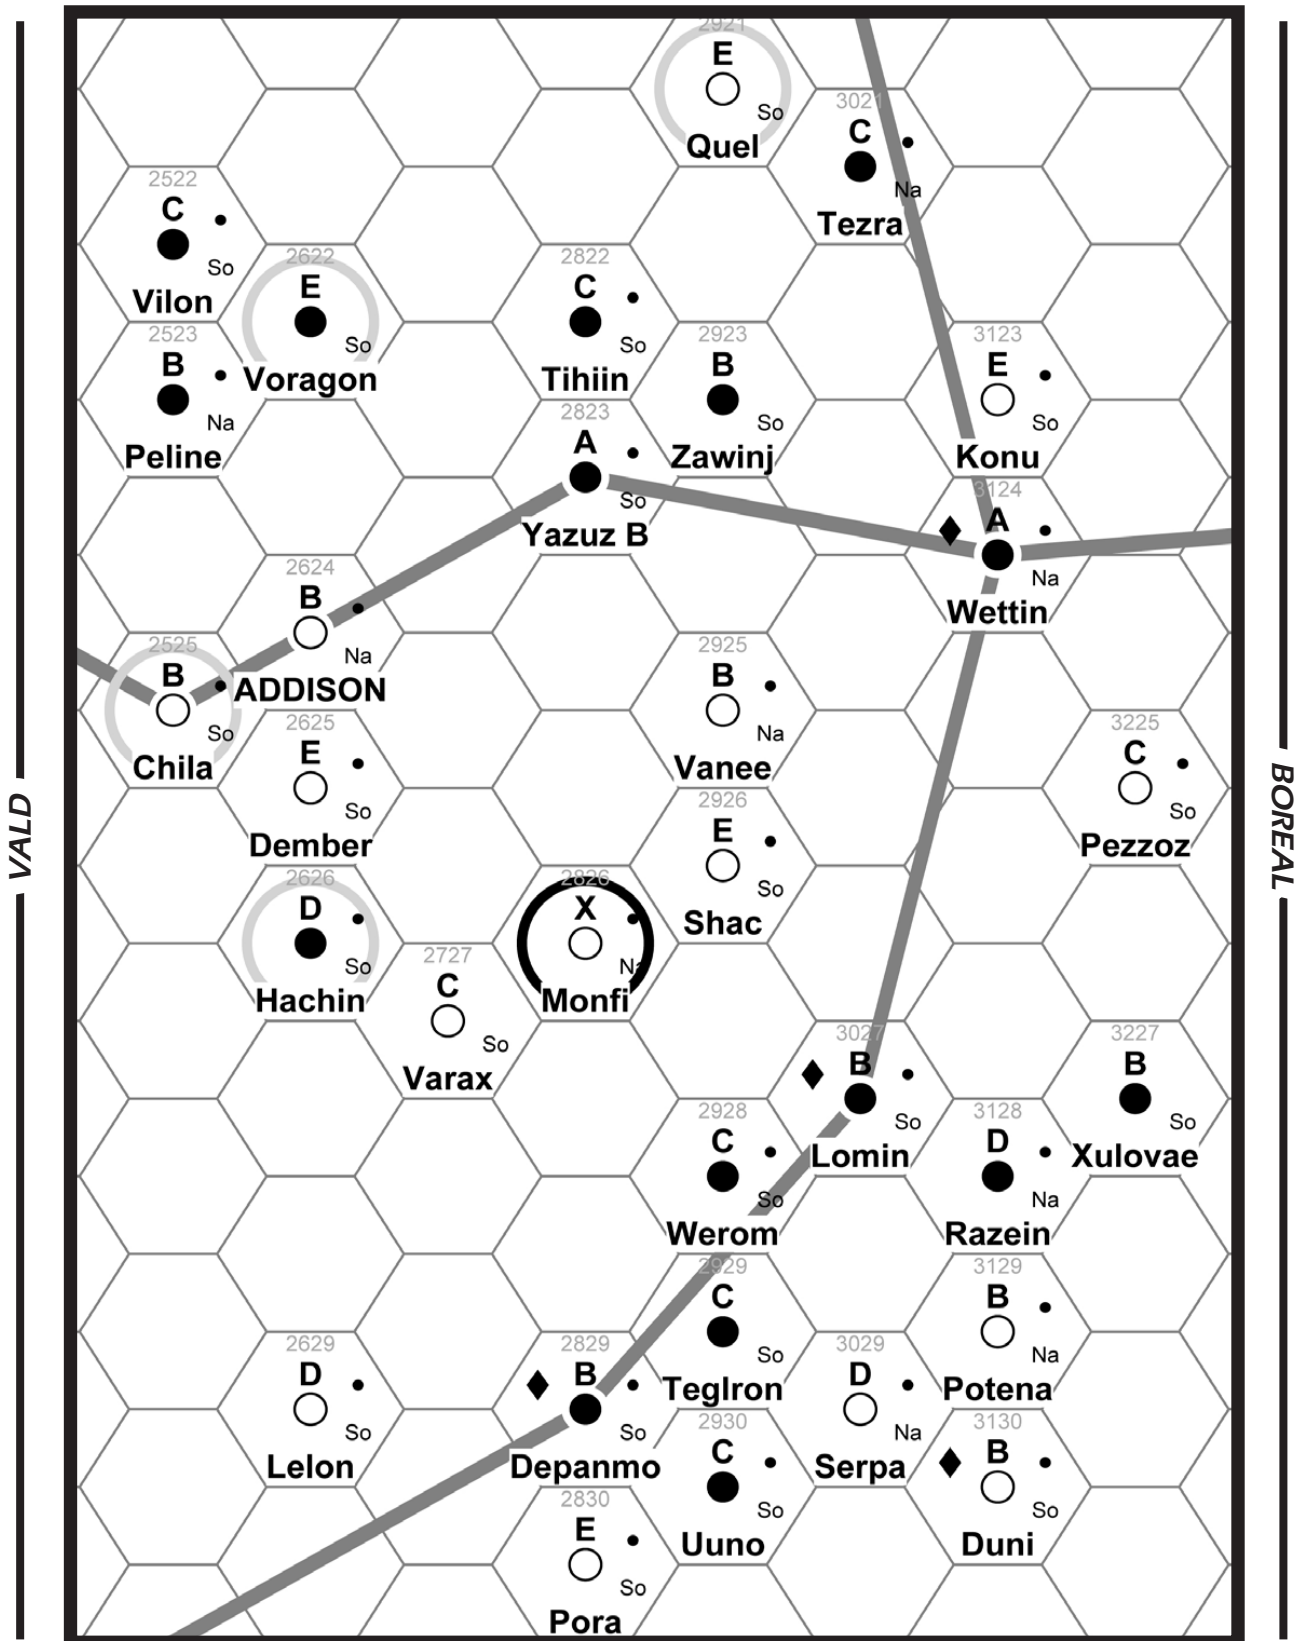 VALD
BOREAL
2921
E
So
Quel
3021
C
Na
Tezra
2522
C
So
Vilon
2622
E
So
Voragon
2822
C
So
Tihiin
2523
B
Na
Peline
2923
B
So
Zawinj
3123
E
So
Konu
2823
A
So
Yazuz B
3124
A
Na
Wettin
2624
B
Na
ADDISON
2525
B
So
Chila
2925
B
Na
Vanee
2625
E
So
Dember
3225
C
So
Pezzoz
2926
E
So
Shac
2626
D
So
Hachin
2826
X
Na
Monfi
2727
C
So
Varax
3027
B
So
Lomin
3227
B
So
Xulovae
2928
C
So
Werom
3128
D
Na
Razein
2929
C
So
TegIron
3129
B
Na
Potena
2629
D
So
Lelon
2829
B
So
Depanmo
3029
D
Na
Serpa
2930
C
So
Uuno
3130
B
So
Duni
2830
E
So
Pora